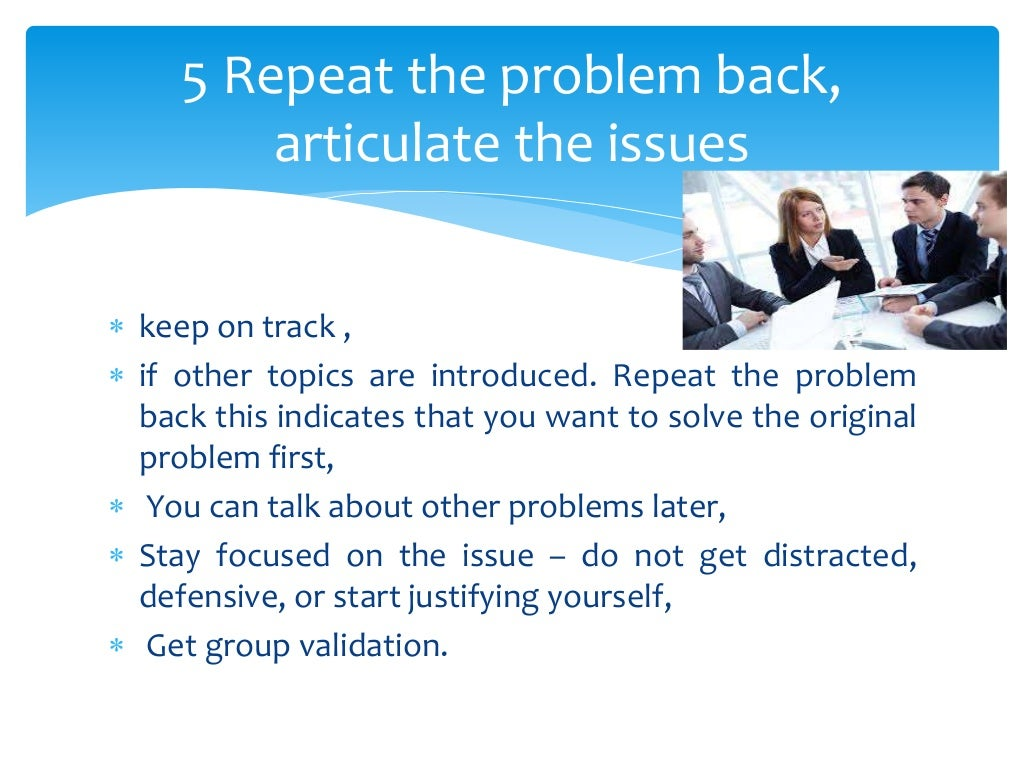 5 Repeat the problem back,
articulate the issues
* keep on track ,
* if other topics are introduced. Repeat the problem
back this indicates that you want to solve the original
problem first,
* You can talk about other problems later,
* Stay focused on the issue – do not get distracted,
defensive, or start justifying yourself,
* Get group validation.